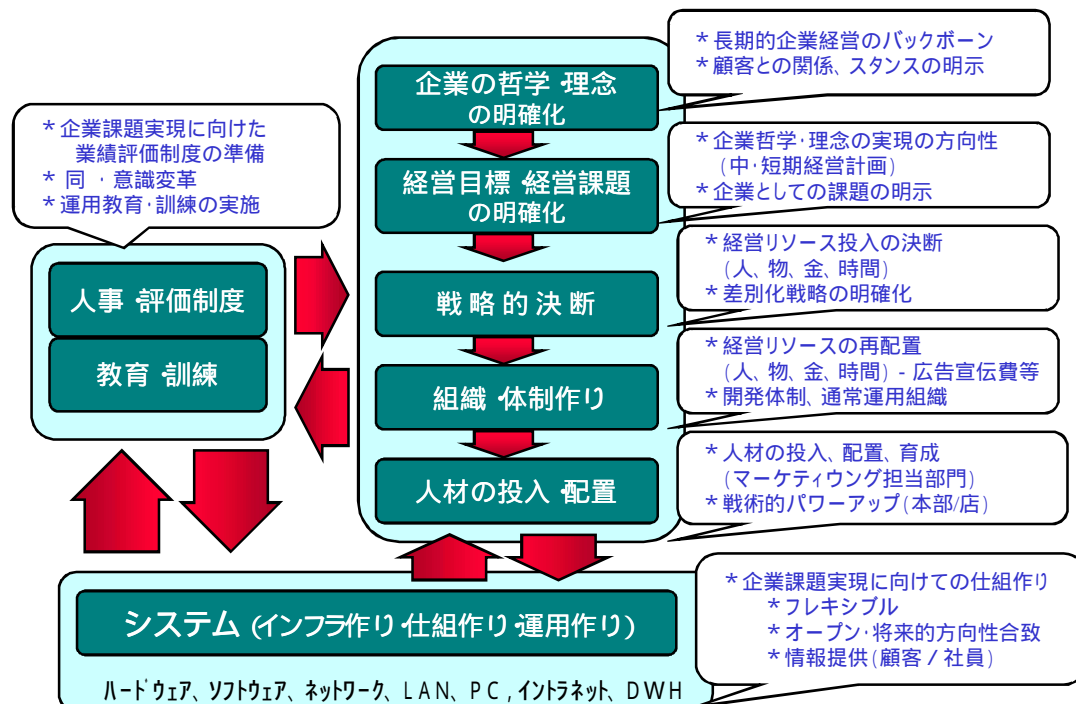 企業の哲学・理念
の明確化
*長期的企業経営のバックボーン
*顧客との関係、スタンスの明示
経営目標・経営課題
の明確化
*企業哲学・理念の実現の方向性
(中・短期経営計画)
*企業としての課題の明示
戦略的決断
*経営リソース投入の決断
(人、物、金、時間)
*差別化戦略の明確化
組織・体制作り
*経営リソースの再配置
(人、物、金、時間) - 広告宣伝費等
*開発体制、通常運用組織
人材の投入・配置
*人材の投入、配置、育成
(マーケティウング担当部門)
*戦術的パワーアップ(本部/店)
*企業課題実現に向けた
業績評価制度の準備
*同 ・意識変革
*運用教育・訓練の実施
人事・評価制度
教育・訓練
システム (インフラ作り・仕組作り・運用作り)
ハードウェア、ソフトウェア、ネットワーク、LAN、PC,イントラネット、DWH
*企業課題実現に向けての仕組作り
*フレキシブル
*オープン・将来的方向性合致
*情報提供(顧客/社員)